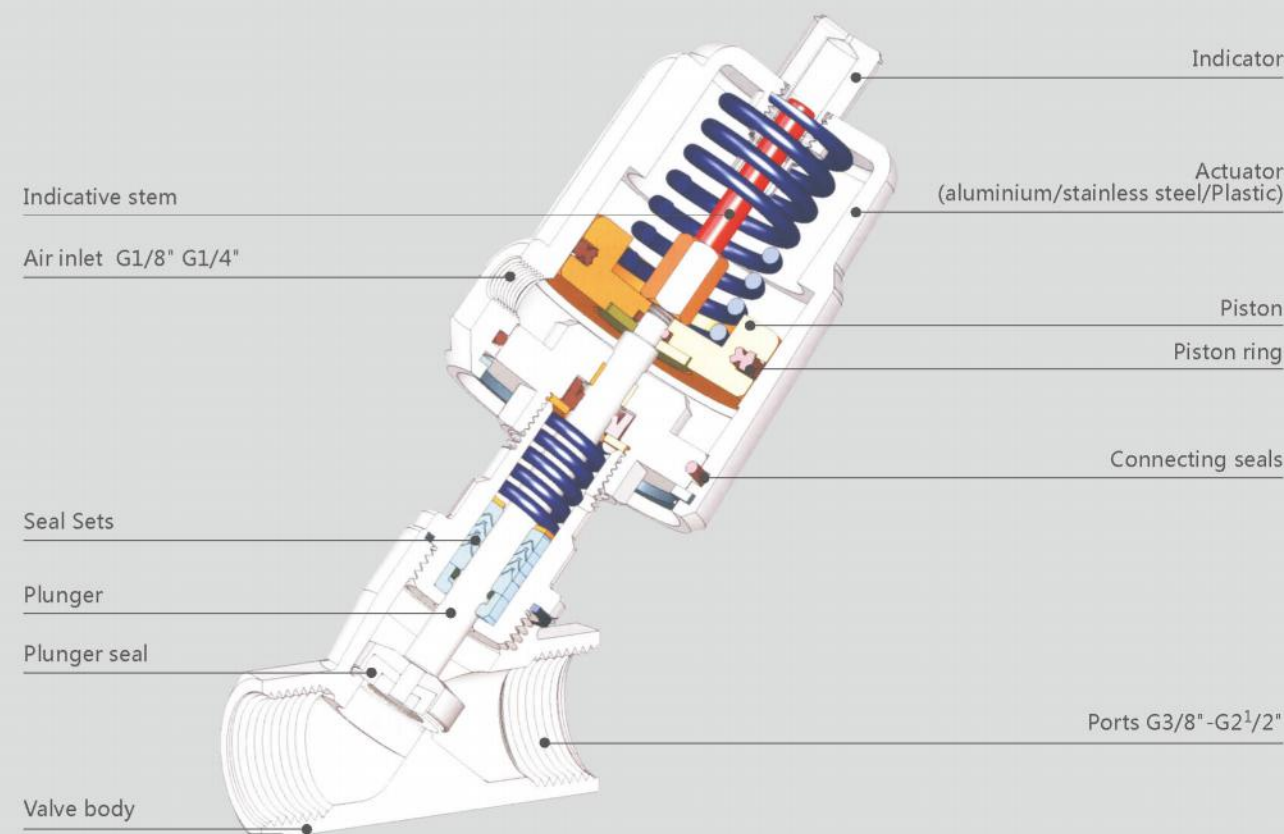 Indicator
Actuator
(aluminium/stainless steel/Plastic)
Indicative stem
Air inlet  G1/8" G1/4"
Piston
Piston ring
Connecting seals
Seal Sets
Plunger
Plunger seal
Ports G3/8"-G2¹/2"
Valve body